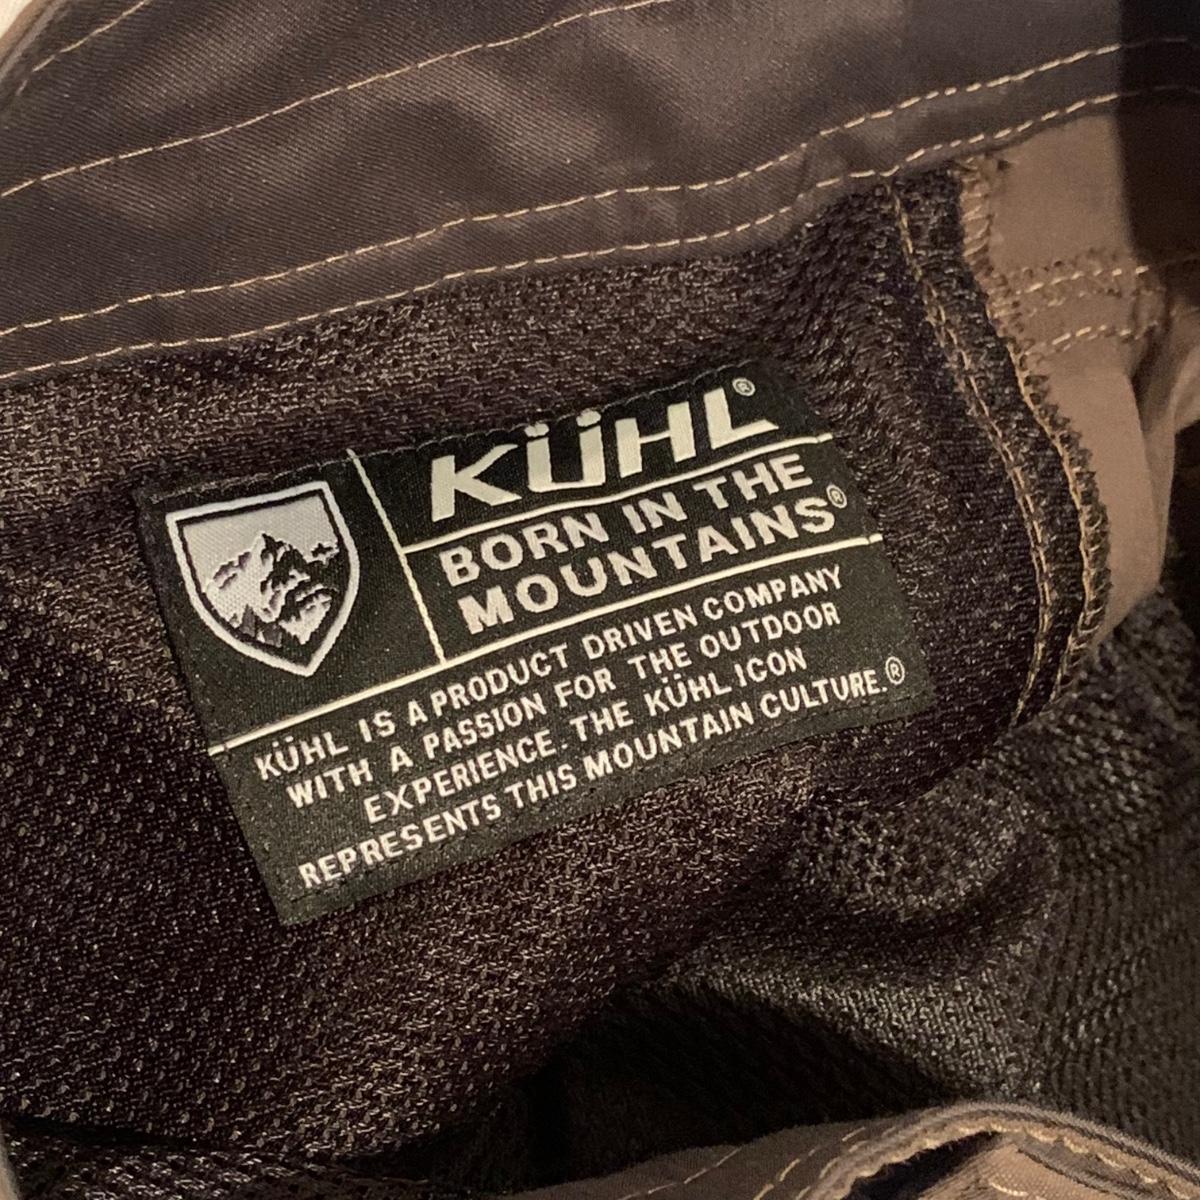 KÜHL®
BORN IN THE
MOUNTAINS®
KÜHL IS A PRODUCT DRIVEN COMPANY
WITH A PASSION FOR THE OUTDOOR
EXPERIENCE. THE KÜHL ICON
REPRESENTS THIS MOUNTAIN CULTURE.®